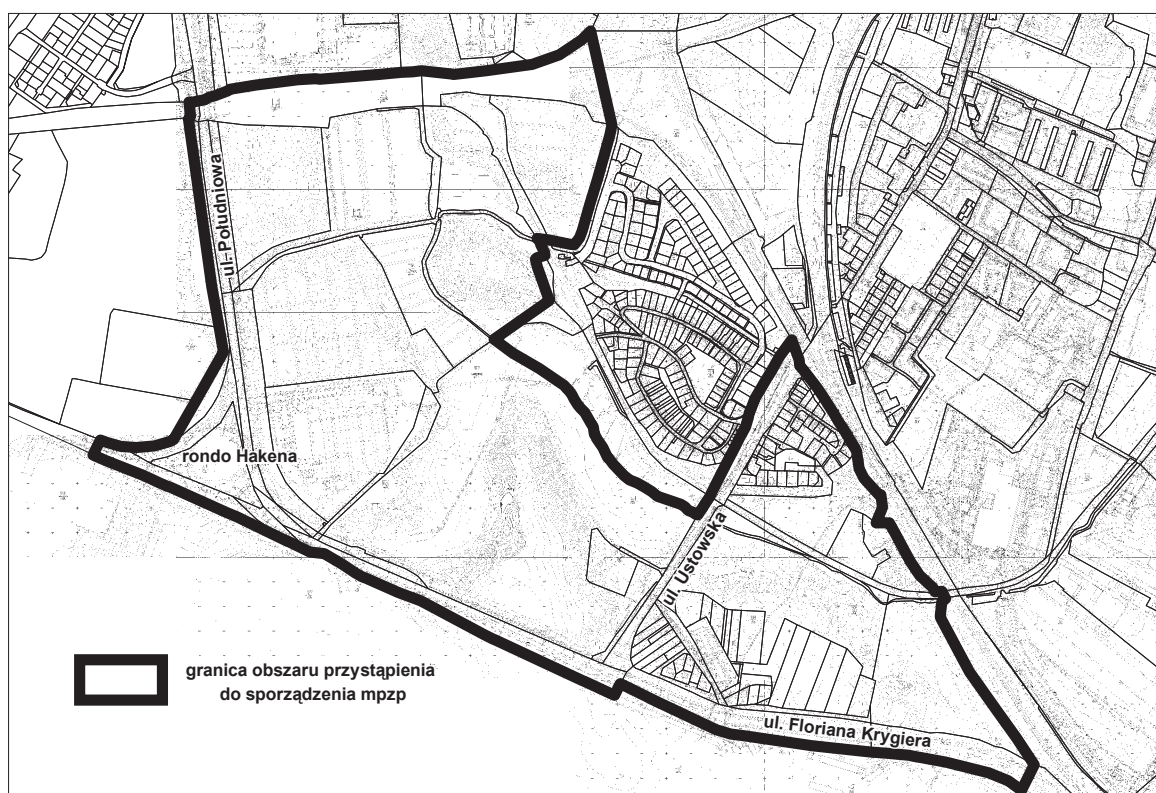 ul. Południowa
rondo Hakena
ul. Ustowska
granica obszaru przystąpienia
do sporządzenia mpzp
ul. Floriana Krygiera